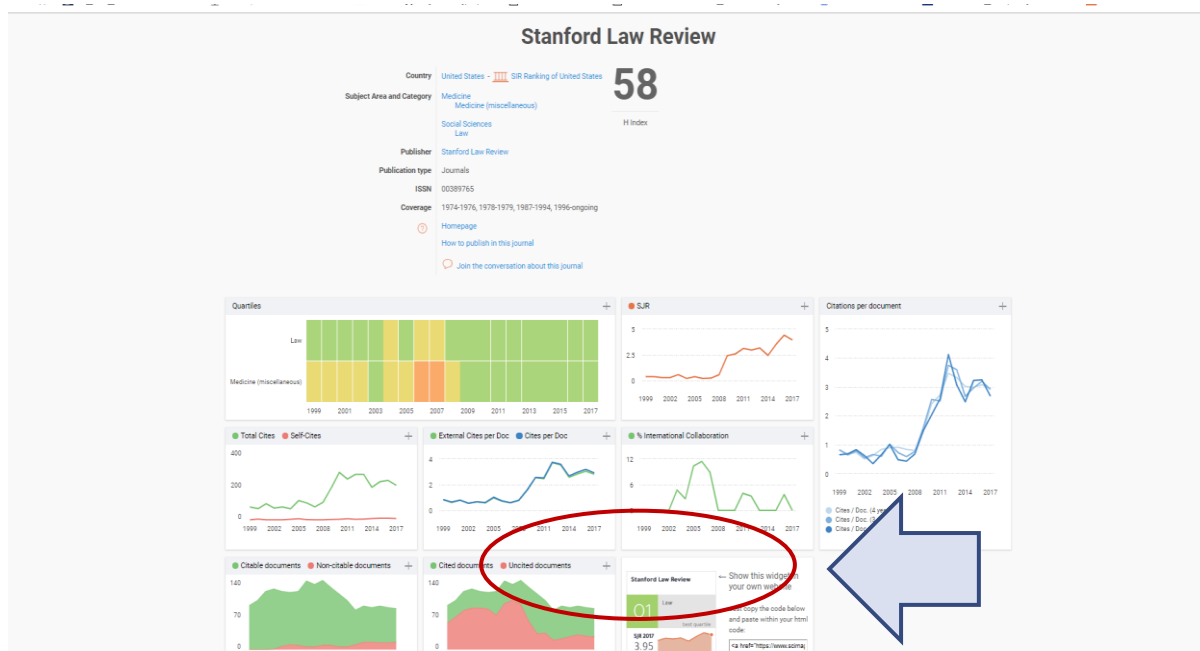 Stanford Law Review
Country United States - SIR Ranking of United States
58
H Index
Subject Area and Category Medicine
Medicine (miscellaneous)
Social Sciences
Law
Publisher Stanford Law Review
Publication type Journals
ISSN 00389765
Coverage 1974-1976, 1978-1979, 1987-1994, 1996-ongoing
? Homepage
How to publish in this journal
Join the conversation about this journal
Quartiles
Law
Medicine (miscellaneous)
1999 2001 2003 2005 2007 2009 2011 2013 2015 2017
SJR
5
2.5
0
1999 2002 2005 2008 2011 2014 2017
Citations per document
5
4
3
2
1
0
1999 2002 2005 2008 2011 2014 2017
Cites / Doc. (4
Cites / Doc.
Cites /
Total Cites Self-Cites
400
200
0
1999 2002 2005 2008 2011 2014 2017
External Cites per Doc Cites per Doc
4
2
0
1999 2002 2005 2008 2011 2014 2017
% International Collaboration
12
6
1999 2002 2005 2008 2011 2014 2017
Citable documents Non-citable documents
140
70
0
Cited documents Uncited documents
140
70
0
Stanford Law Review
Law
best quartile
SJR 2017
3.95
← Show this widget in
your own website
copy the code below
and paste within your html
code:
<a href="https://www.scimag